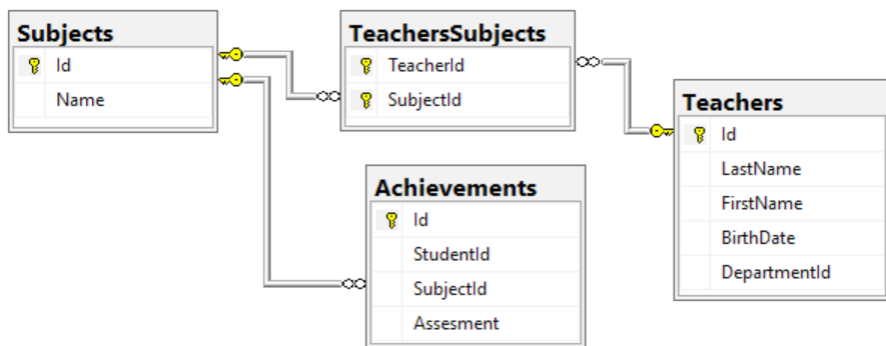 Subjects
Id
Name
TeachersSubjects
TeacherId
SubjectId
Teachers
Id
LastName
FirstName
BirthDate
DepartmentId
Achievements
Id
StudentId
SubjectId
Assesment